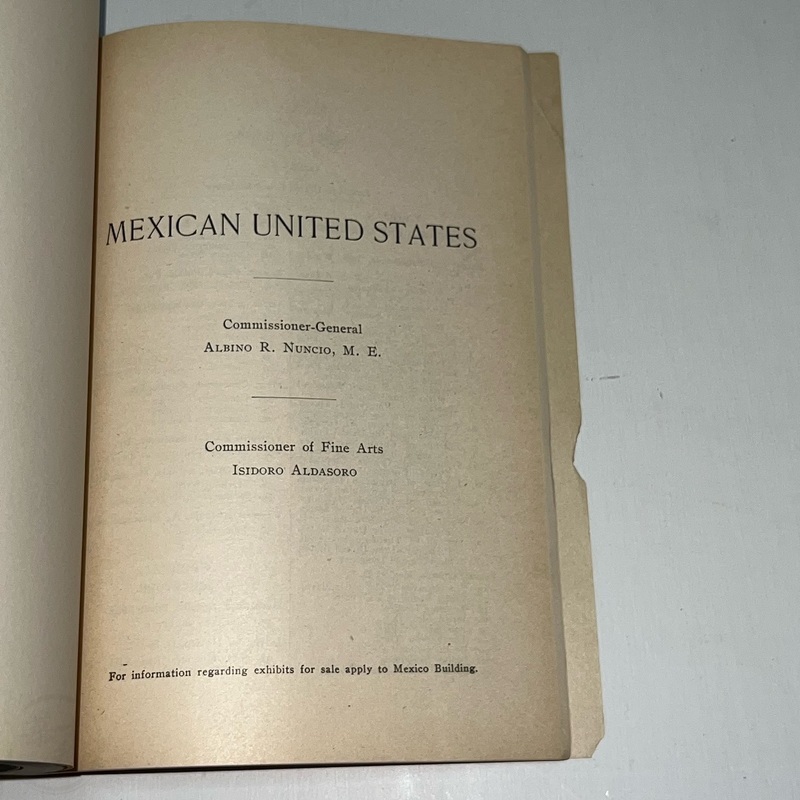 MEXICAN UNITED STATES
Commissioner-General
ALBINO R. NUNCIO, M. E.
Commissioner of Fine Arts
ISIDORO ALDASORO
For information regarding exhibits for sale apply to Mexico Building.